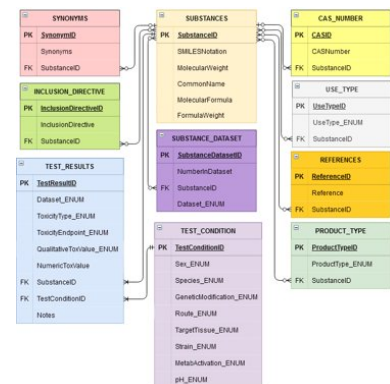 SYNONYMS
PK SynonymID
Synonyms
FK SubstanceID
INCLUSION_DIRECTIVE
PK InclusionDirectiveID
InclusionDirective
FK SubstanceID
TEST_RESULTS
PK TestResultID
Dataset_ENUM
ToxicityType_ENUM
ToxicityEndpoint_ENUM
QualitativeToxValue_ENUM
NumericToxValue
FK SubstanceID
FK TestConditionID
Notes
SUBSTANCES
PK SubstanceID
SMILESNotation
MolecularWeight
CommonName
MolecularFormula
FormulaWeight
SUBSTANCE_DATASET
PK SubstanceDatasetID
NumberInDataset
FK SubstanceID
Dataset_ENUM
TEST_CONDITION
PK TestConditionID
Sex_ENUM
Species_ENUM
GeneticModification_ENUM
Route_ENUM
TargetTissue_ENUM
Strain_ENUM
MetabActivation_ENUM
pH_ENUM
CAS_NUMBER
PK CASID
CASNumber
FK SubstanceID
USE_TYPE
PK UseTypeID
UseType_ENUM
FK SubstanceID
REFERENCES
PK ReferenceID
Reference
FK SubstanceID
PRODUCT_TYPE
PK ProductTypeID
ProductType_ENUM
FK SubstanceID